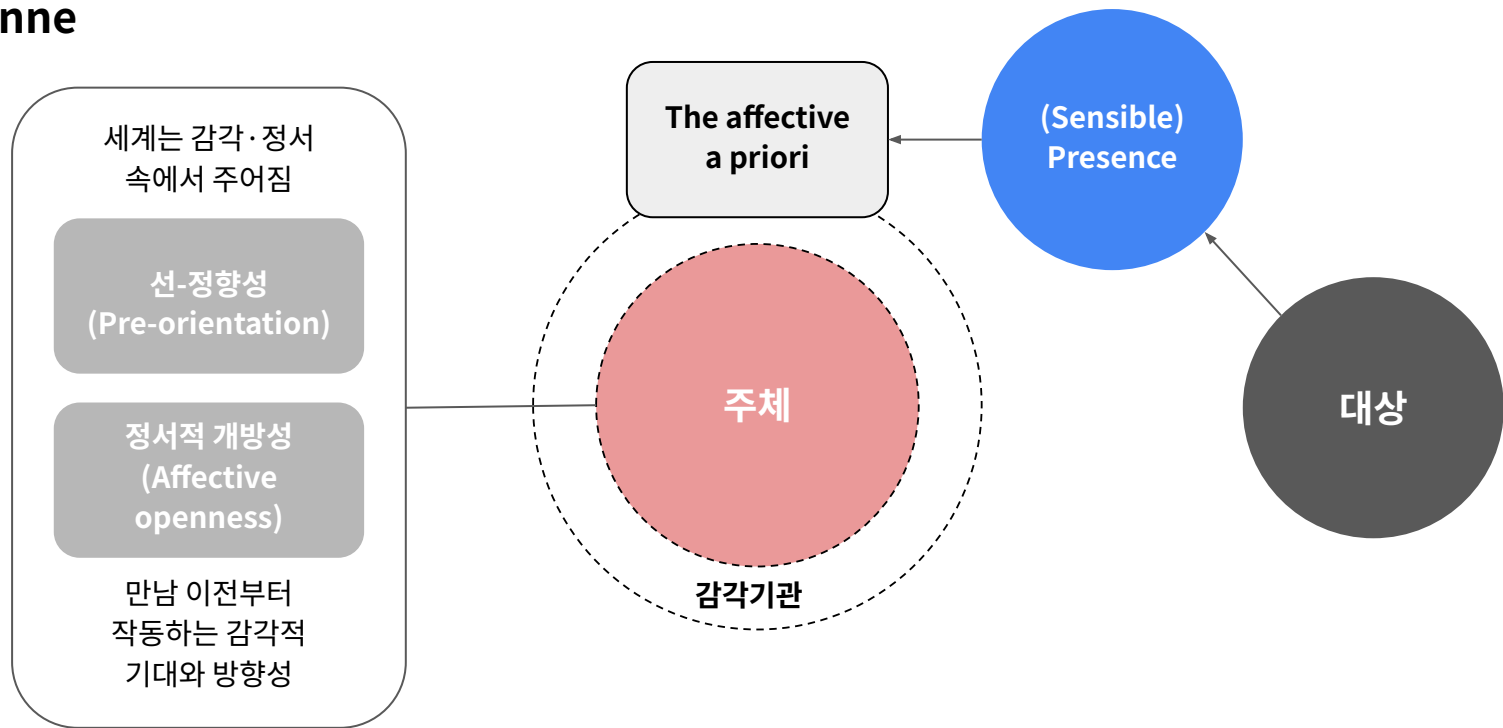 nne
세계는 감각·정서
속에서 주어짐
선-정향성
(Pre-orientation)
정서적 개방성
(Affective
openness)
만남 이전부터
작동하는 감각적
기대와 방향성
The affective
a priori
주체
감각기관
(Sensible)
Presence
대상